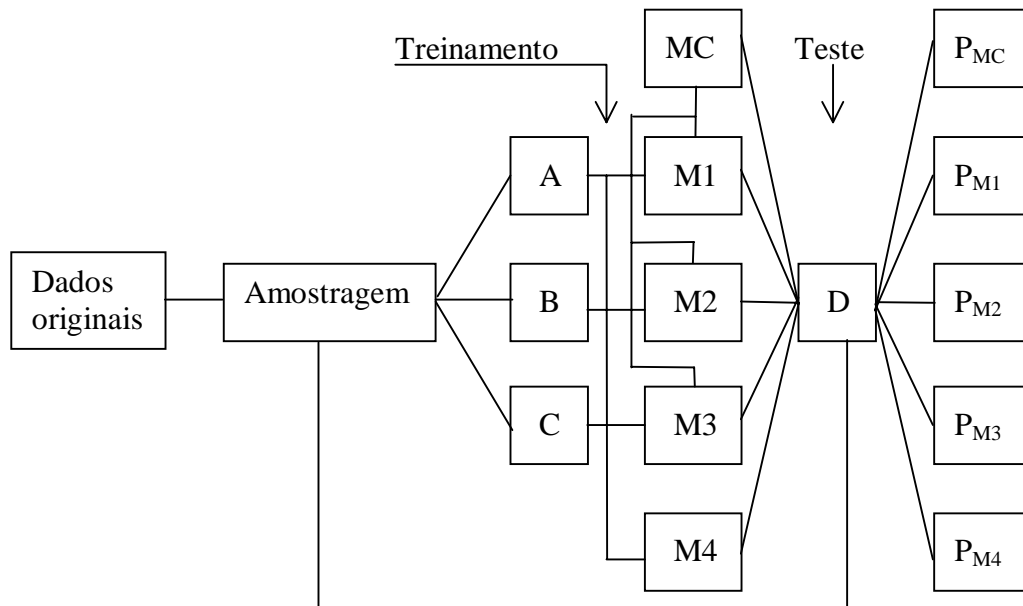 Treinamento
MC
Teste
P_MC
A
M1
P_M1
Dados
originais
Amostragem
B
M2
D
P_M2
C
M3
P_M3
M4
P_M4